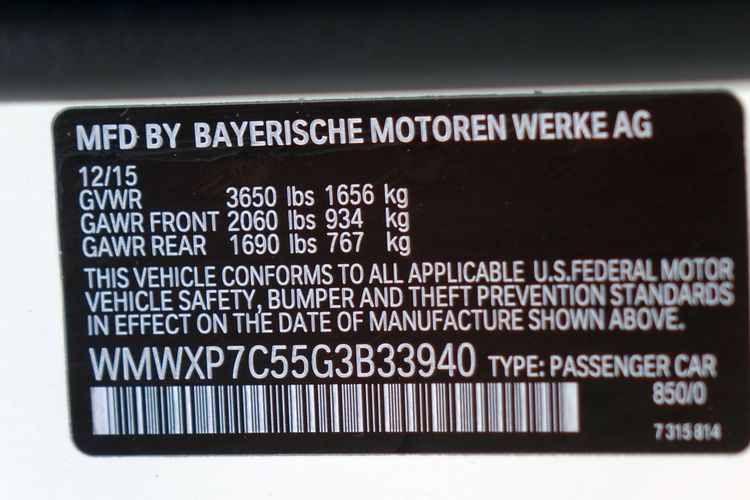 MFD BY BAYERISCHE MOTOREN WERKE AG
12/15
GVWR 3650 lbs 1656 kg
GAWR FRONT 2060 lbs 934 kg
GAWR REAR 1690 lbs 767 kg
THIS VEHICLE CONFORMS TO ALL APPLICABLE U.S.FEDERAL MOTOR
VEHICLE SAFETY, BUMPER AND THEFT PREVENTION STANDARDS
IN EFFECT ON THE DATE OF MANUFACTURE SHOWN ABOVE.
WMWXP7C55G3B33940 TYPE: PASSENGER CAR
850/0
7315814